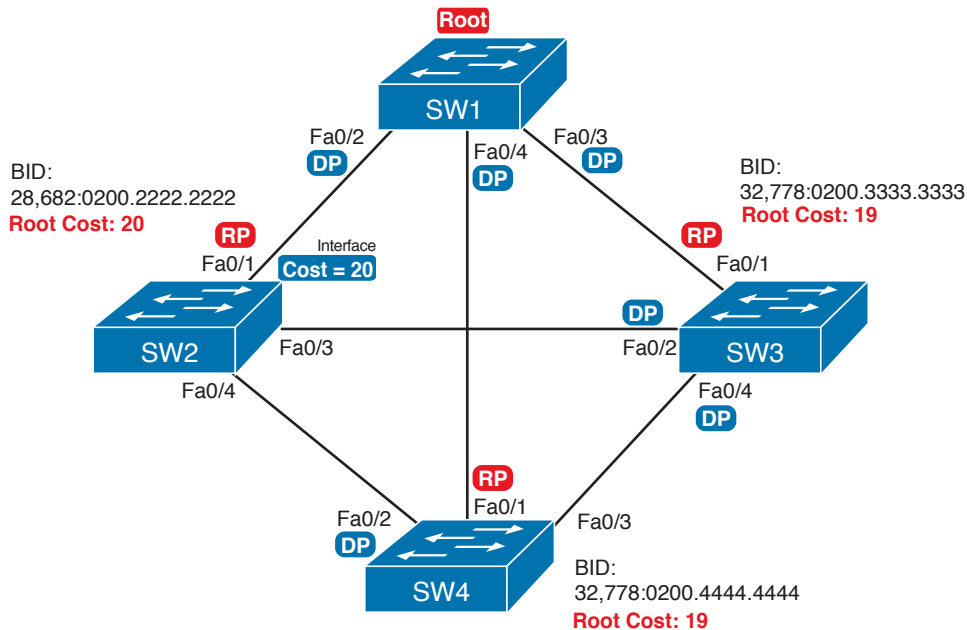 Root
SW1
Fa0/2
DP
Fa0/4
DP
Fa0/3
DP
BID:
28,682:0200.2222.2222
Root Cost: 20
BID:
32,778:0200.3333.3333
Root Cost: 19
RP
Fa0/1
Interface
Cost = 20
RP
Fa0/1
SW2
Fa0/3
Fa0/4
DP
Fa0/2
SW3
Fa0/4
DP
RP
Fa0/1
Fa0/2
DP
Fa0/3
SW4
BID:
32,778:0200.4444.4444
Root Cost: 19